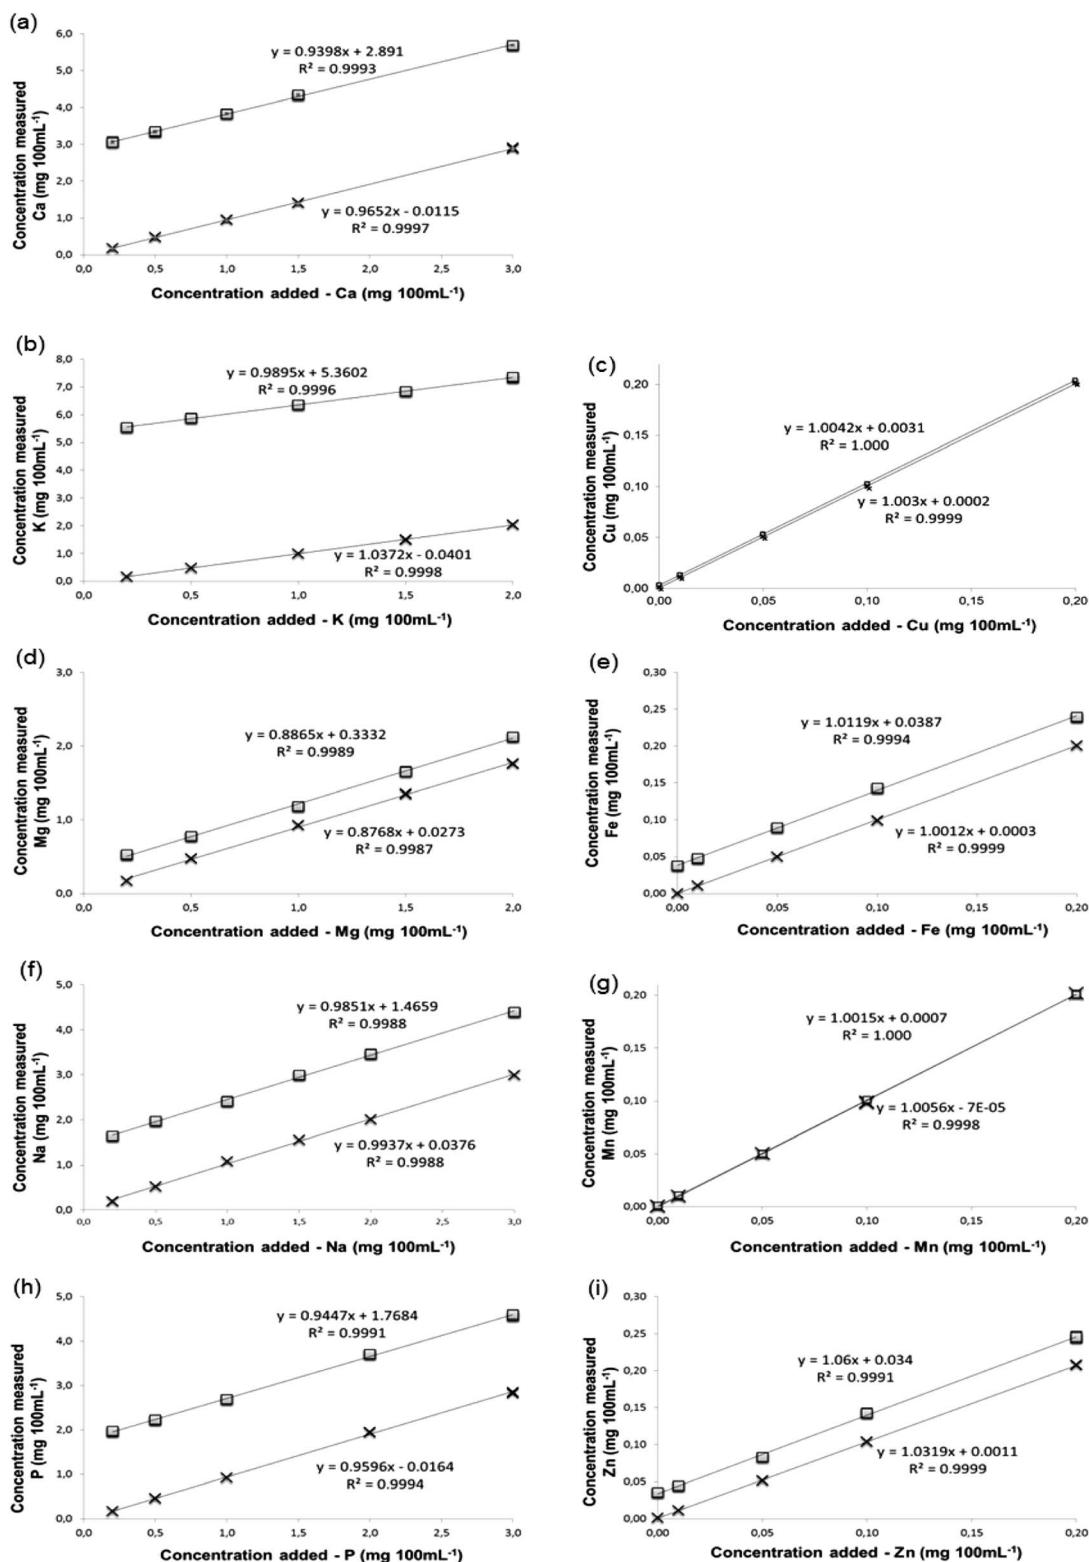 (a)
Concentration measured
Ca (mg 100mL⁻¹)
6,0
5,0
4,0
3,0
2,0
1,0
0,0
y = 0.9398x + 2.891
R² = 0.9993
y = 0.9652x - 0.0115
R² = 0.9997
0,0 0,5 1,0 1,5 2,0 2,5 3,0
Concentration added - Ca (mg 100mL⁻¹)
(b)
Concentration measured
K (mg 100mL⁻¹)
8,0
7,0
6,0
5,0
4,0
3,0
2,0
1,0
0,0
y = 0.9895x + 5.3602
R² = 0.9996
y = 1.0372x - 0.0401
R² = 0.9998
0,0 0,5 1,0 1,5 2,0
Concentration added - K (mg 100mL⁻¹)
(c)
Concentration measured
Cu (mg 100mL⁻¹)
0,20
0,15
0,10
0,05
0,00
y = 1.0042x + 0.0031
R² = 1.000
y = 1.003x + 0.0002
R² = 0.9999
0,00 0,05 0,10 0,15 0,20
Concentration added - Cu (mg 100mL⁻¹)
(d)
Concentration measured
Mg (mg 100mL⁻¹)
3,0
2,0
1,0
0,0
y = 0.8865x + 0.3332
R² = 0.9989
y = 0.8768x + 0.0273
R² = 0.9987
0,0 0,5 1,0 1,5 2,0
Concentration added - Mg (mg 100mL⁻¹)
(e)
Concentration measured
Fe (mg 100mL⁻¹)
0,30
0,25
0,20
0,15
0,10
0,05
0,00
y = 1.0119x + 0.0387
R² = 0.9994
y = 1.0012x + 0.0003
R² = 0.9999
0,00 0,05 0,10 0,15 0,20
Concentration added - Fe (mg 100mL⁻¹)
(f)
Concentration measured
Na (mg 100mL⁻¹)
5,0
4,0
3,0
2,0
1,0
0,0
y = 0.9851x + 1.4659
R² = 0.9988
y = 0.9937x + 0.0376
R² = 0.9988
0,0 0,5 1,0 1,5 2,0 2,5 3,0
Concentration added - Na (mg 100mL⁻¹)
(g)
Concentration measured
Mn (mg 100mL⁻¹)
0,20
0,15
0,10
0,05
0,00
y = 1.0015x + 0.0007
R² = 1.000
y = 1.0056x - 7E-05
R² = 0.9998
0,00 0,05 0,10 0,15 0,20
Concentration added - Mn (mg 100mL⁻¹)
(h)
Concentration measured
P (mg 100mL⁻¹)
5,0
4,0
3,0
2,0
1,0
0,0
y = 0.9447x + 1.7684
R² = 0.9991
y = 0.9596x - 0.0164
R² = 0.9994
0,0 0,5 1,0 1,5 2,0 2,5 3,0
Concentration added - P (mg 100mL⁻¹)
(i)
Concentration measured
Zn (mg 100mL⁻¹)
0,30
0,25
0,20
0,15
0,10
0,05
0,00
y = 1.06x + 0.034
R² = 0.9991
y = 1.0319x + 0.0011
R² = 0.9999
0,00 0,05 0,10 0,15 0,20
Concentration added - Zn (mg 100mL⁻¹)